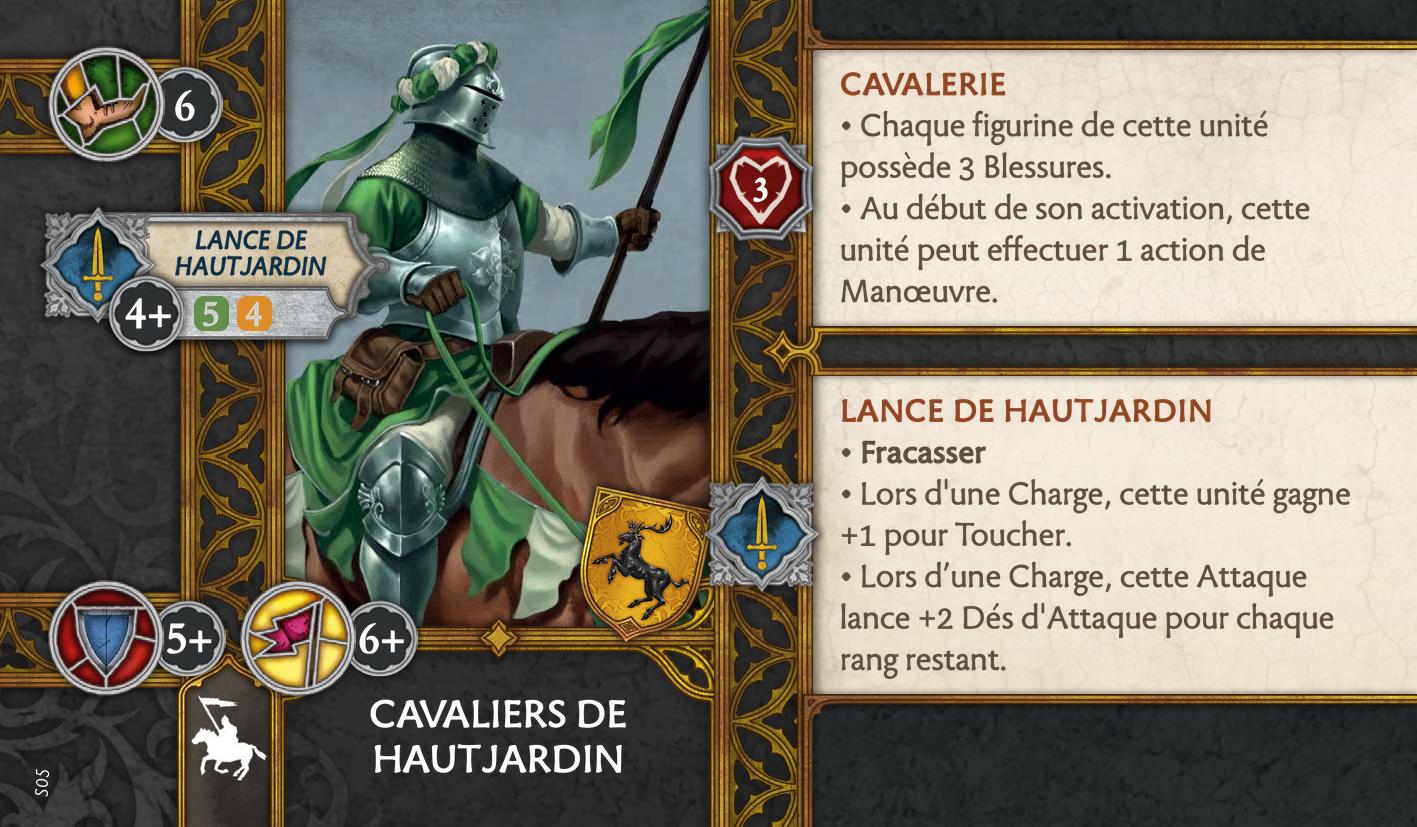 6
LANCE DE
HAUTJARDIN
4+ 5 4
5+
6+
CAVALIERS DE
HAUTJARDIN
S05
3
CAVALERIE
• Chaque figurine de cette unité
possède 3 Blessures.
• Au début de son activation, cette
unité peut effectuer 1 action de
Manœuvre.
LANCE DE HAUTJARDIN
• Fracasser
• Lors d'une Charge, cette unité gagne
+1 pour Toucher.
• Lors d’une Charge, cette Attaque
lance +2 Dés d'Attaque pour chaque
rang restant.